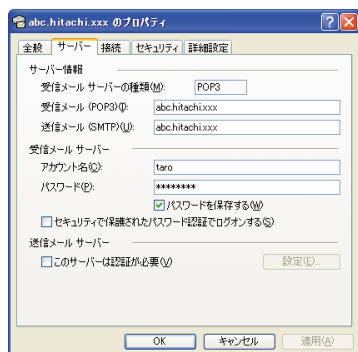 abc.hitachi.xxx のプロパティ
全般 サーバー 接続 セキュリティ 詳細設定
サーバー情報
受信メール サーバーの種類(M): POP3
受信メール (POP3)(I): abc.hitachi.xxx
送信メール (SMTP)(U): abc.hitachi.xxx
受信メール サーバー
アカウント名(C): taro
パスワード(P): ********
パスワードを保存する(W)
セキュリティで保護されたパスワード認証でログオンする(S)
送信メール サーバー
このサーバーは認証が必要(V) 設定(E)...
OK キャンセル 適用(A)